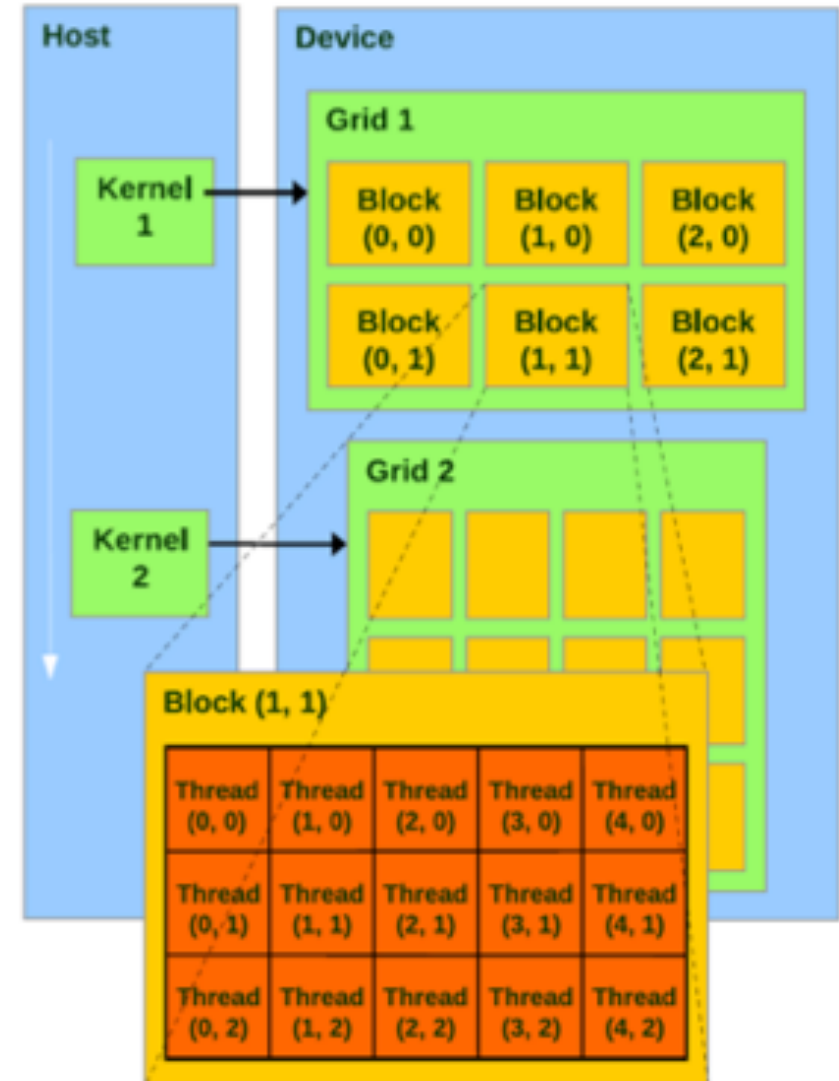 Host
Device
Grid 1
Kernel
1
Block
(0, 0)
Block
(1, 0)
Block
(2, 0)
Block
(0, 1)
Block
(1, 1)
Block
(2, 1)
Grid 2
Kernel
2
Block (1, 1)
Thread
(0, 0)
Thread
(1, 0)
Thread
(2, 0)
Thread
(3, 0)
Thread
(4, 0)
Thread
(0, 1)
Thread
(1, 1)
Thread
(2, 1)
Thread
(3, 1)
Thread
(4, 1)
Thread
(0, 2)
Thread
(1, 2)
Thread
(2, 2)
Thread
(3, 2)
Thread
(4, 2)